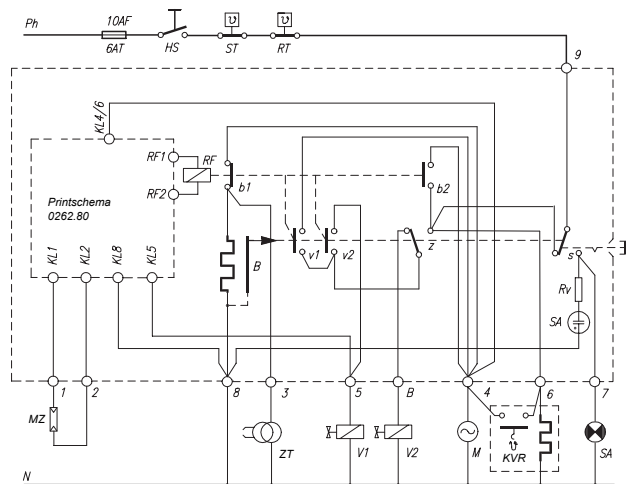 Ph
10AF
6AT
HS
ST
RT
9
KL4/6
RF1
RF
RF2
Printschema
0262.80
b1
b2
KL1
KL2
KL8
KL5
B
v1
v2
z
s
Rv
SA
1
2
8
3
5
B
4
6
7
MZ
ZT
V1
V2
M
KVR
SA
N